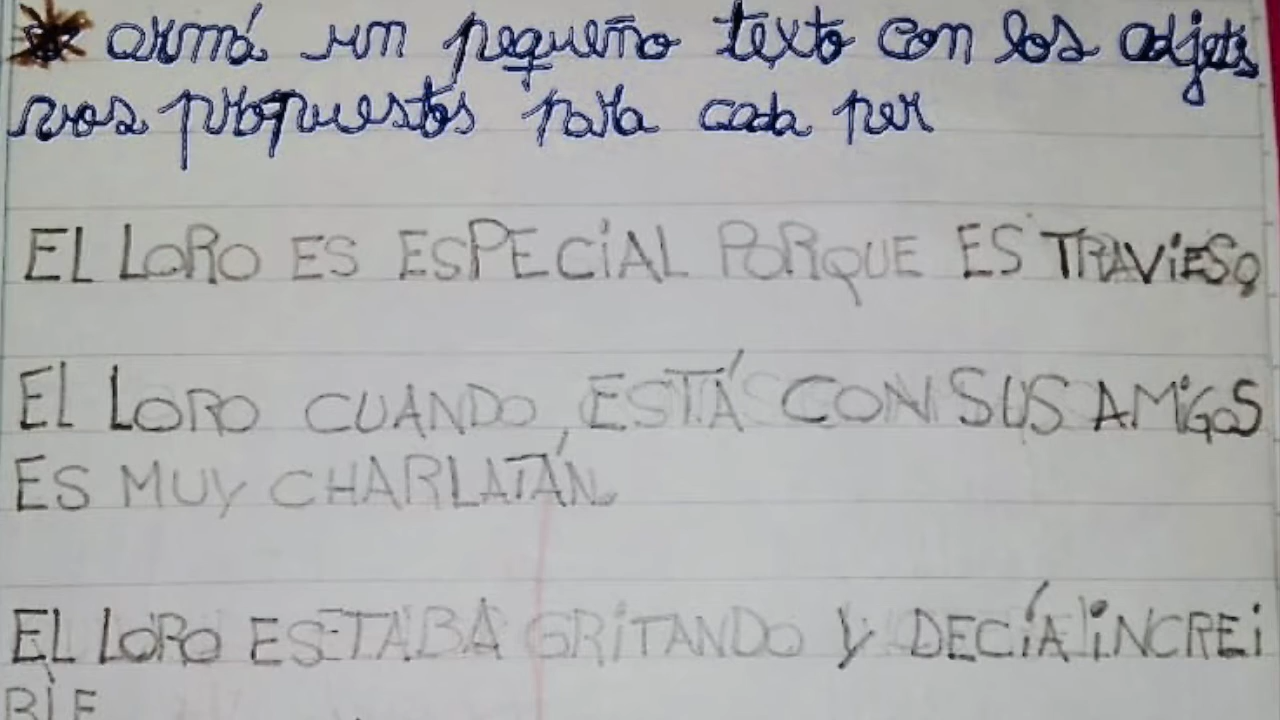 armá un pequeño texto con los adjeti
vos propuestos para cada per
EL LORO ES ESPECIAL PORQUE ES TRAVIESO,
EL LORO CUANDO ESTÁ CON SUS AMIGOS
ES MUY CHARLATÁN.
EL LORO ESTABA GRITANDO Y DECÍA INCREI
BLE